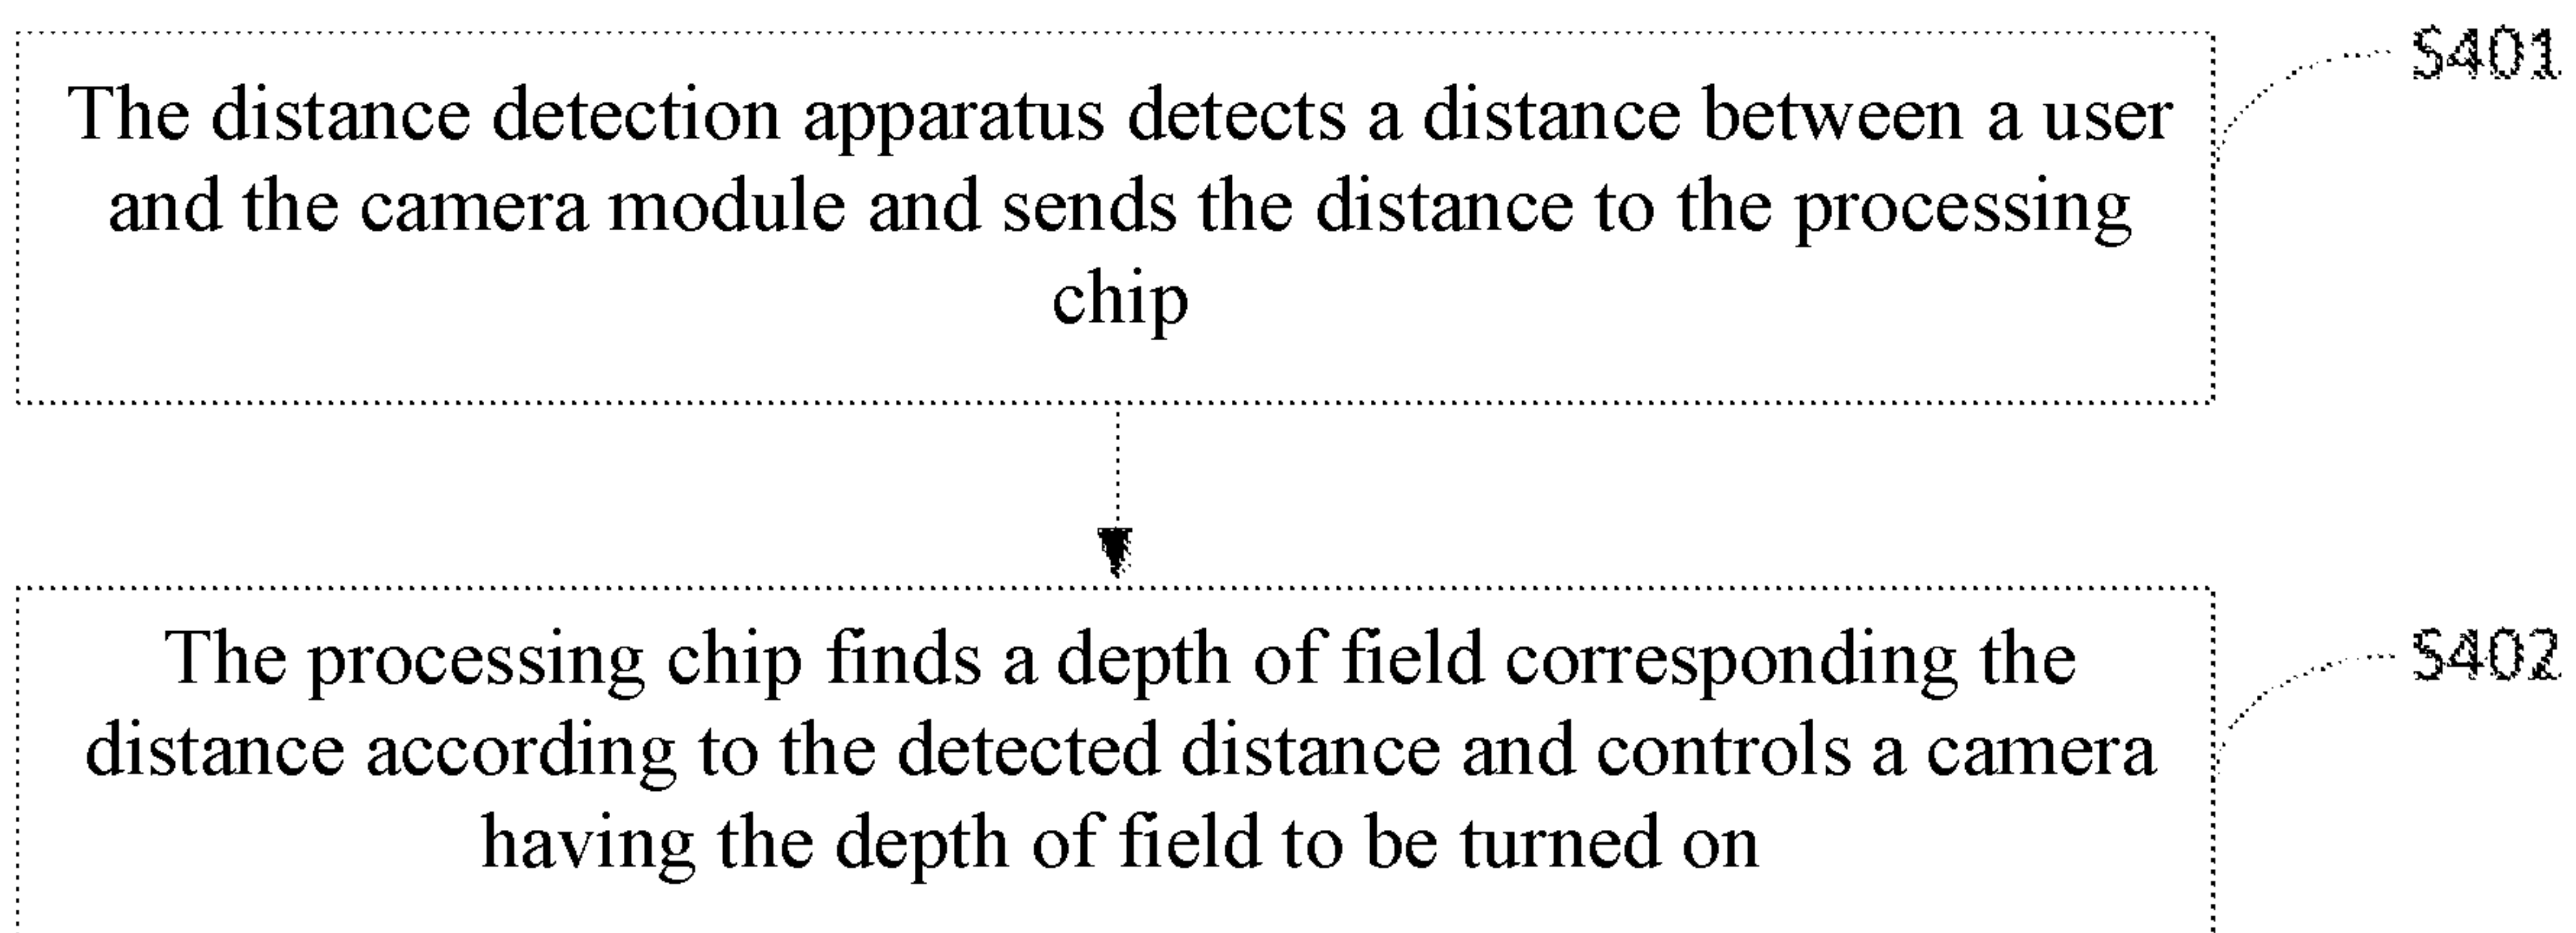 S401
The distance detection apparatus detects a distance between a user
and the camera module and sends the distance to the processing
chip
S402
The processing chip finds a depth of field corresponding the
distance according to the detected distance and controls a camera
having the depth of field to be turned on